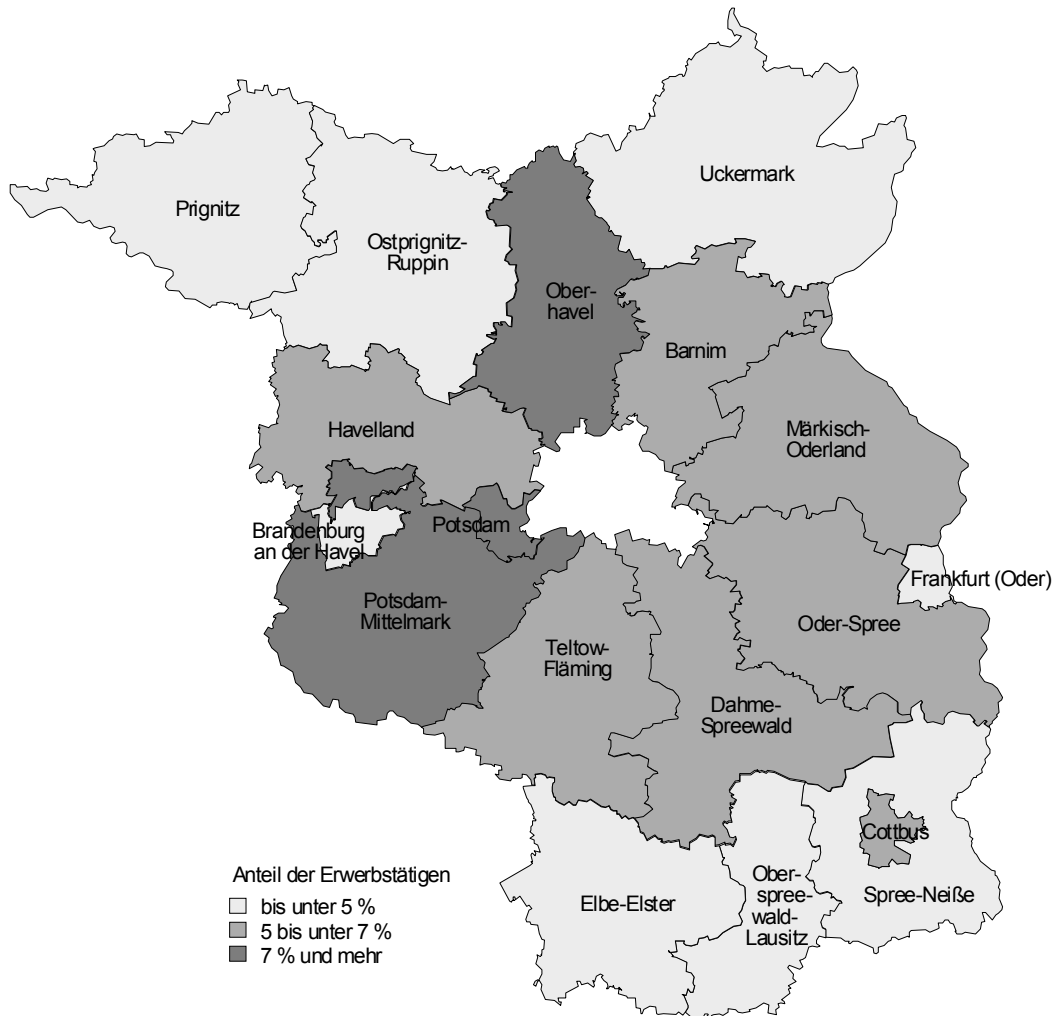 Uckermark
Prignitz
Ostprignitz-
Ruppin
Ober-
havel
Barnim
Havelland
Märkisch-
Oderland
Potsdam
Brandenburg
an der Havel
Frankfurt (Oder)
Potsdam-
Mittelmark
Oder-Spree
Teltow-
Fläming
Dahme-
Spreewald
Cottbus
Spree-Neiße
Ober-
spree-
wald-
Lausitz
Elbe-Elster
Anteil der Erwerbstätigen
bis unter 5 %
5 bis unter 7 %
7 % und mehr